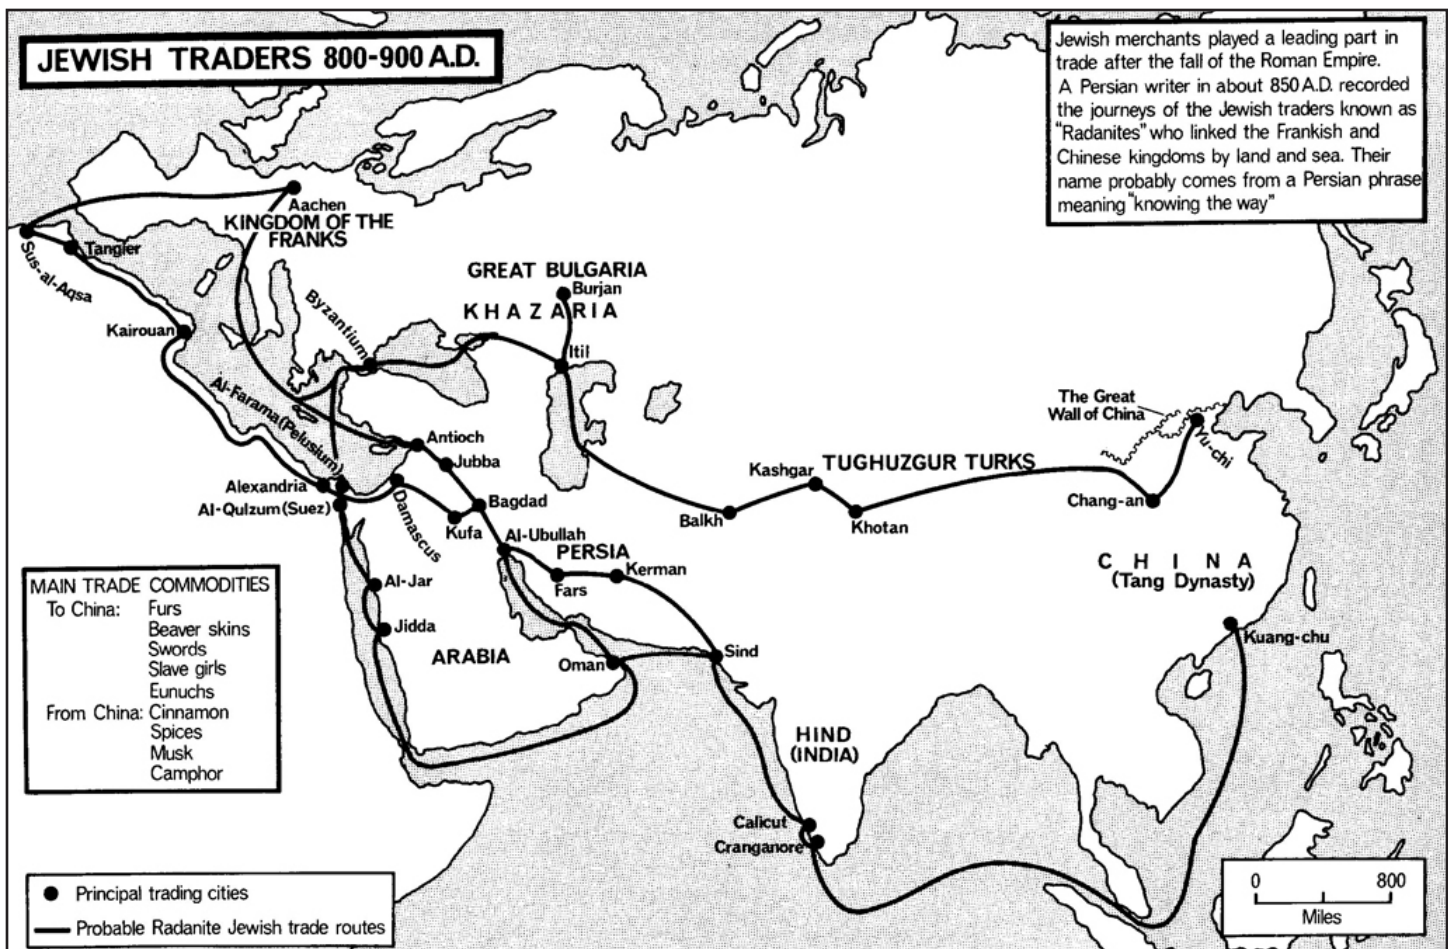 JEWISH TRADERS 800-900 A.D.
Jewish merchants played a leading part in
trade after the fall of the Roman Empire.
A Persian writer in about 850 A.D. recorded
the journeys of the Jewish traders known as
"Radanites" who linked the Frankish and
Chinese kingdoms by land and sea. Their
name probably comes from a Persian phrase
meaning "knowing the way"
Aachen
KINGDOM OF THE
FRANKS
Sus-al-Aqsa
Tangier
Kairouan
Byzantium
GREAT BULGARIA
Burjan
KHAZARIA
Itil
Al-Farama (Pelusium)
Antioch
Jubba
Alexandria
Al-Qulzum (Suez)
Damascus
Bagdad
Kufa
Al-Ubullah
PERSIA
Fars
Kerman
Balkh
Kashgar
TUGHUZGUR TURKS
Khotan
The Great
Wall of China
Yu-chi
Chang-an
CHINA
(Tang Dynasty)
Kuang-chu
Al-Jar
Jidda
ARABIA
Oman
Sind
HIND
(INDIA)
Calicut
Cranganore
MAIN TRADE COMMODITIES
To China: Furs
Beaver skins
Swords
Slave girls
Eunuchs
From China: Cinnamon
Spices
Musk
Camphor
Principal trading cities
Probable Radanite Jewish trade routes
0 800
Miles